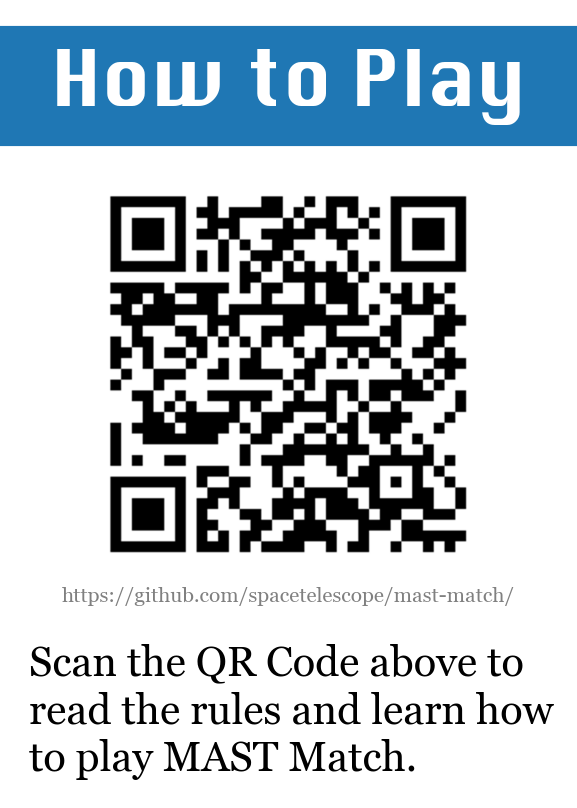 How to Play
https://github.com/spacetelescope/mast-match/
Scan the QR Code above to
read the rules and learn how
to play MAST Match.